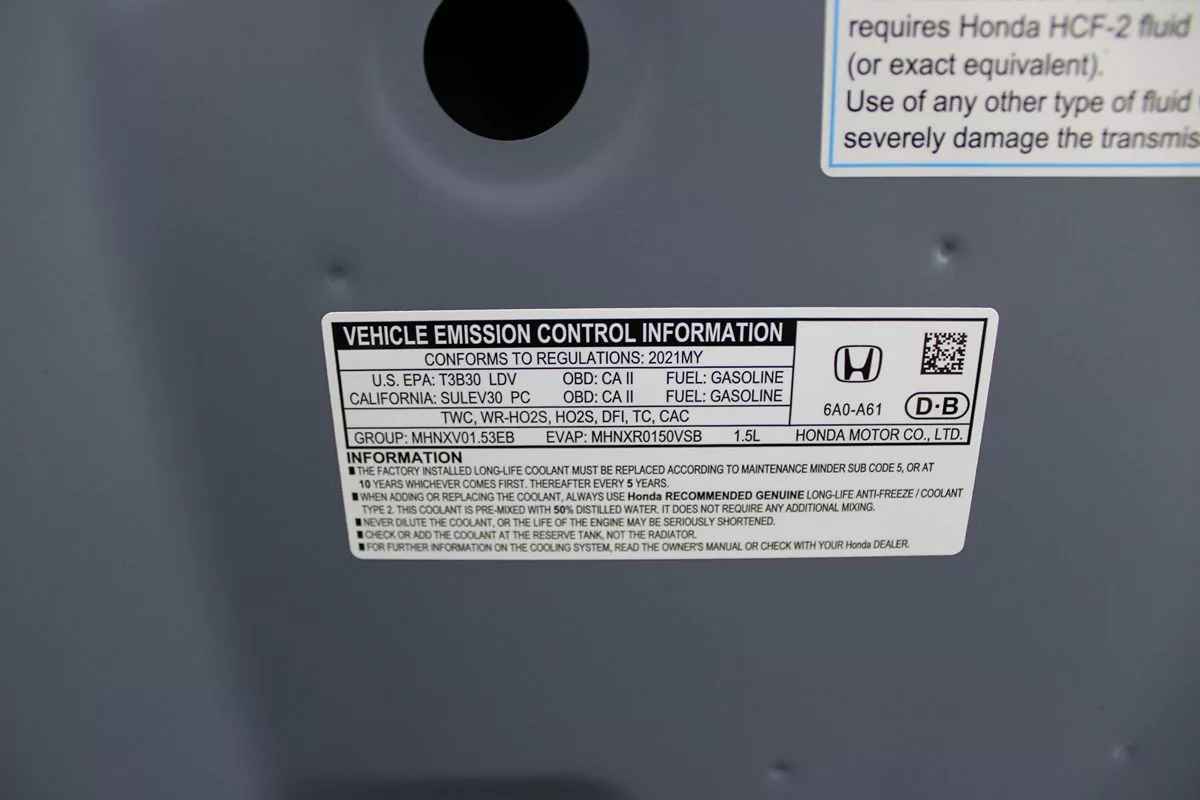 requires Honda HCF-2 fluid
(or exact equivalent).
Use of any other type of fluid
severely damage the transmis
VEHICLE EMISSION CONTROL INFORMATION
CONFORMS TO REGULATIONS: 2021MY
U.S. EPA: T3B30 LDV OBD: CA II FUEL: GASOLINE
CALIFORNIA: SULEV30 PC OBD: CA II FUEL: GASOLINE
TWC, WR-HO2S, HO2S, DFI, TC, CAC
6A0-A61 D·B
GROUP: MHNXV01.53EB EVAP: MHNXR0150VSB 1.5L HONDA MOTOR CO., LTD.
INFORMATION
■ THE FACTORY INSTALLED LONG-LIFE COOLANT MUST BE REPLACED ACCORDING TO MAINTENANCE MINDER SUB CODE 5, OR AT
10 YEARS WHICHEVER COMES FIRST. THEREAFTER EVERY 5 YEARS.
■ WHEN ADDING OR REPLACING THE COOLANT, ALWAYS USE Honda RECOMMENDED GENUINE LONG-LIFE ANTI-FREEZE / COOLANT
TYPE 2. THIS COOLANT IS PRE-MIXED WITH 50% DISTILLED WATER. IT DOES NOT REQUIRE ANY ADDITIONAL MIXING.
■ NEVER DILUTE THE COOLANT, OR THE LIFE OF THE ENGINE MAY BE SERIOUSLY SHORTENED.
■ CHECK OR ADD THE COOLANT AT THE RESERVE TANK, NOT THE RADIATOR.
■ FOR FURTHER INFORMATION ON THE COOLING SYSTEM, READ THE OWNER'S MANUAL OR CHECK WITH YOUR Honda DEALER.